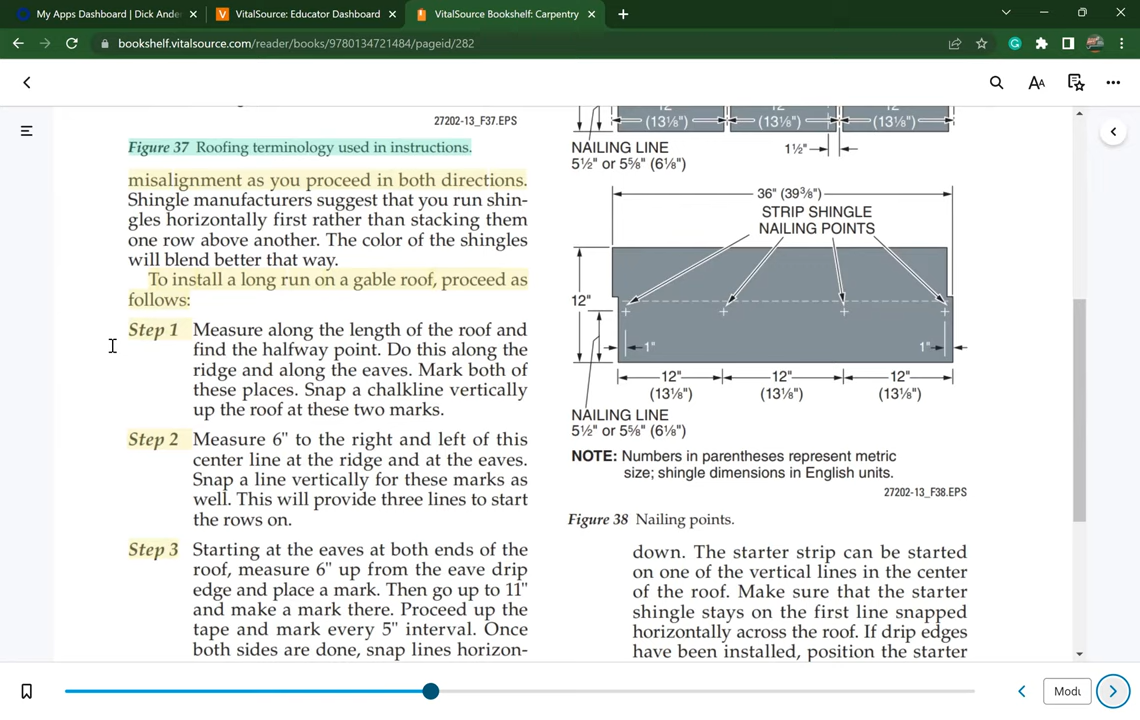 My Apps Dashboard | Dick Ander
VitalSource: Educator Dashboard
VitalSource Bookshelf: Carpentry
bookshelf.vitalsource.com/reader/books/9780134721484/pageid/282
27202-13_F37.EPS
Figure 37 Roofing terminology used in instructions.
misalignment as you proceed in both directions.
Shingle manufacturers suggest that you run shin-
gles horizontally first rather than stacking them
one row above another. The color of the shingles
will blend better that way.
To install a long run on a gable roof, proceed as
follows:
Step 1 Measure along the length of the roof and
find the halfway point. Do this along the
ridge and along the eaves. Mark both of
these places. Snap a chalkline vertically
up the roof at these two marks.
Step 2 Measure 6" to the right and left of this
center line at the ridge and at the eaves.
Snap a line vertically for these marks as
well. This will provide three lines to start
the rows on.
Step 3 Starting at the eaves at both ends of the
roof, measure 6" up from the eave drip
edge and place a mark. Then go up to 11"
and make a mark there. Proceed up the
tape and mark every 5" interval. Once
both sides are done, snap lines horizon-
12" 12" 12"
(13⅛") (13⅛") (13⅛")
NAILING LINE
5½" or 5⅝" (6⅛")
1½"
36" (39⅜")
STRIP SHINGLE
NAILING POINTS
12"
1" 1"
12" 12" 12"
(13⅛") (13⅛") (13⅛")
NAILING LINE
5½" or 5⅝" (6⅛")
NOTE: Numbers in parentheses represent metric
size; shingle dimensions in English units.
27202-13_F38.EPS
Figure 38 Nailing points.
down. The starter strip can be started
on one of the vertical lines in the center
of the roof. Make sure that the starter
shingle stays on the first line snapped
horizontally across the roof. If drip edges
have been installed, position the starter
Modu